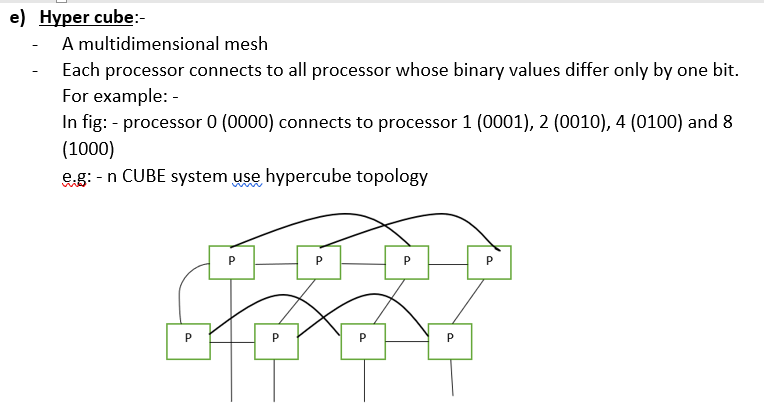 e) Hyper cube:-
- A multidimensional mesh
- Each processor connects to all processor whose binary values differ only by one bit.
For example: -
In fig: - processor 0 (0000) connects to processor 1 (0001), 2 (0010), 4 (0100) and 8
(1000)
e.g: - n CUBE system use hypercube topology
P P P P
P P P P